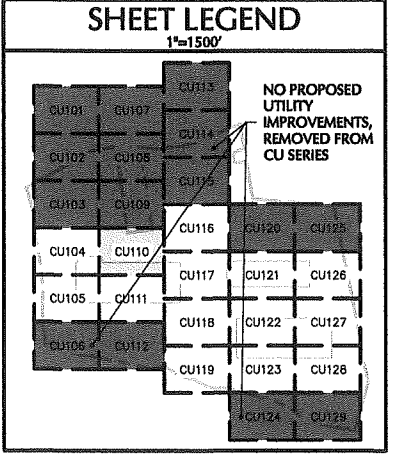 SHEET LEGEND
1"=1500'
CU113
CU101 CU107
NO PROPOSED
UTILITY
IMPROVEMENTS,
REMOVED FROM
CU SERIES
CU114
CU102 CU108
CU115
CU103 CU109
CU116 CU120 CU125
CU104 CU110
CU117 CU121 CU126
CU105 CU111
CU118 CU122 CU127
CU106 CU112
CU119 CU123 CU128
CU124 CU129